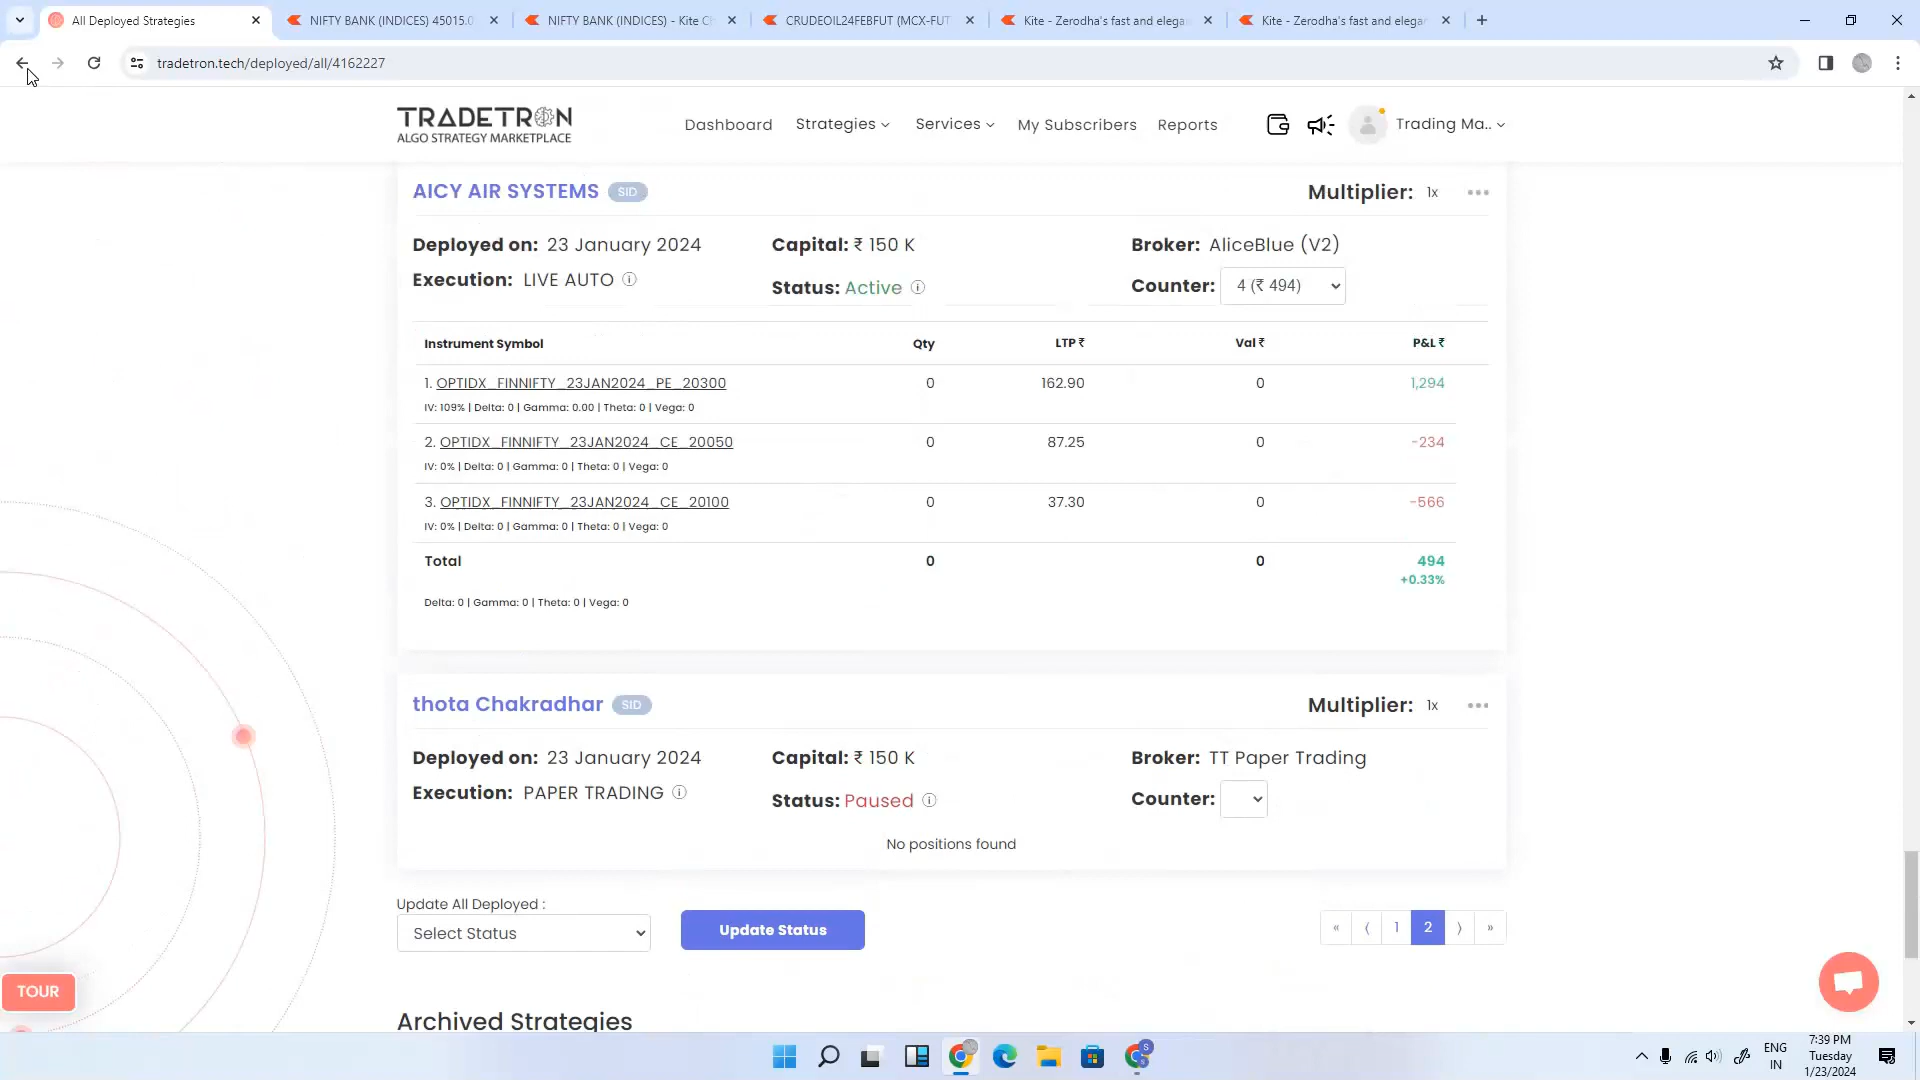 All Deployed Strategies
NIFTY BANK (INDICES) 45015.0
NIFTY BANK (INDICES) - Kite Ch
CRUDEOIL24FEBFUT (MCX-FUT
Kite - Zerodha's fast and elega
Kite - Zerodha's fast and elega
tradetron.tech/deployed/all/4162227
TRADETRON
ALGO STRATEGY MARKETPLACE
Dashboard
Strategies
Services
My Subscribers
Reports
Trading Ma..
AICY AIR SYSTEMS SID
Multiplier: 1x
Deployed on: 23 January 2024
Capital: ₹ 150 K
Broker: AliceBlue (V2)
Execution: LIVE AUTO
Status: Active
Counter: 4 (₹ 494)
Instrument Symbol Qty LTP ₹ Val ₹ P&L ₹
1. OPTIDX_FINNIFTY_23JAN2024_PE_20300 0 162.90 0 1,294
IV: 109% | Delta: 0 | Gamma: 0.00 | Theta: 0 | Vega: 0
2. OPTIDX_FINNIFTY_23JAN2024_CE_20050 0 87.25 0 -234
IV: 0% | Delta: 0 | Gamma: 0 | Theta: 0 | Vega: 0
3. OPTIDX_FINNIFTY_23JAN2024_CE_20100 0 37.30 0 -566
IV: 0% | Delta: 0 | Gamma: 0 | Theta: 0 | Vega: 0
Total 0 0 494
+0.33%
Delta: 0 | Gamma: 0 | Theta: 0 | Vega: 0
thota Chakradhar SID
Multiplier: 1x
Deployed on: 23 January 2024
Capital: ₹ 150 K
Broker: TT Paper Trading
Execution: PAPER TRADING
Status: Paused
Counter:
No positions found
Update All Deployed :
Select Status
Update Status
« ⟨ 1 2 ⟩ »
TOUR
Archived Strategies
S
ENG
IN
7:39 PM
Tuesday
1/23/2024